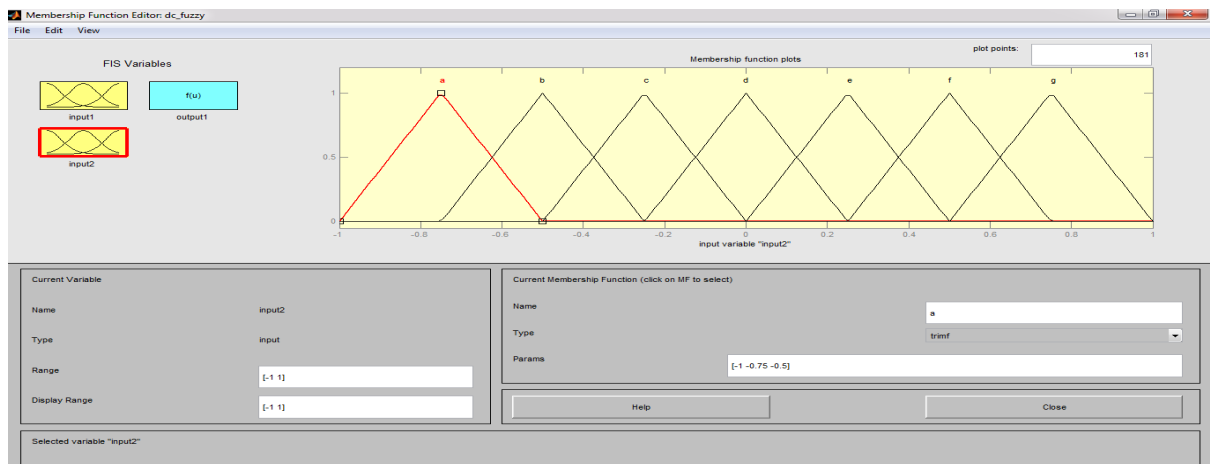 Membership Function Editor: dc_fuzzy
File Edit View
FIS Variables
input1
f(u)
output1
input2
plot points:
181
Membership function plots
a b c d e f g
1
0.5
0
-1 -0.8 -0.6 -0.4 -0.2 0 0.2 0.4 0.6 0.8 1
input variable "input2"
Current Variable
Name input2
Type input
Range [-1 1]
Display Range [-1 1]
Current Membership Function (click on MF to select)
Name a
Type trimf
Params [-1 -0.75 -0.5]
Help Close
Selected variable "input2"